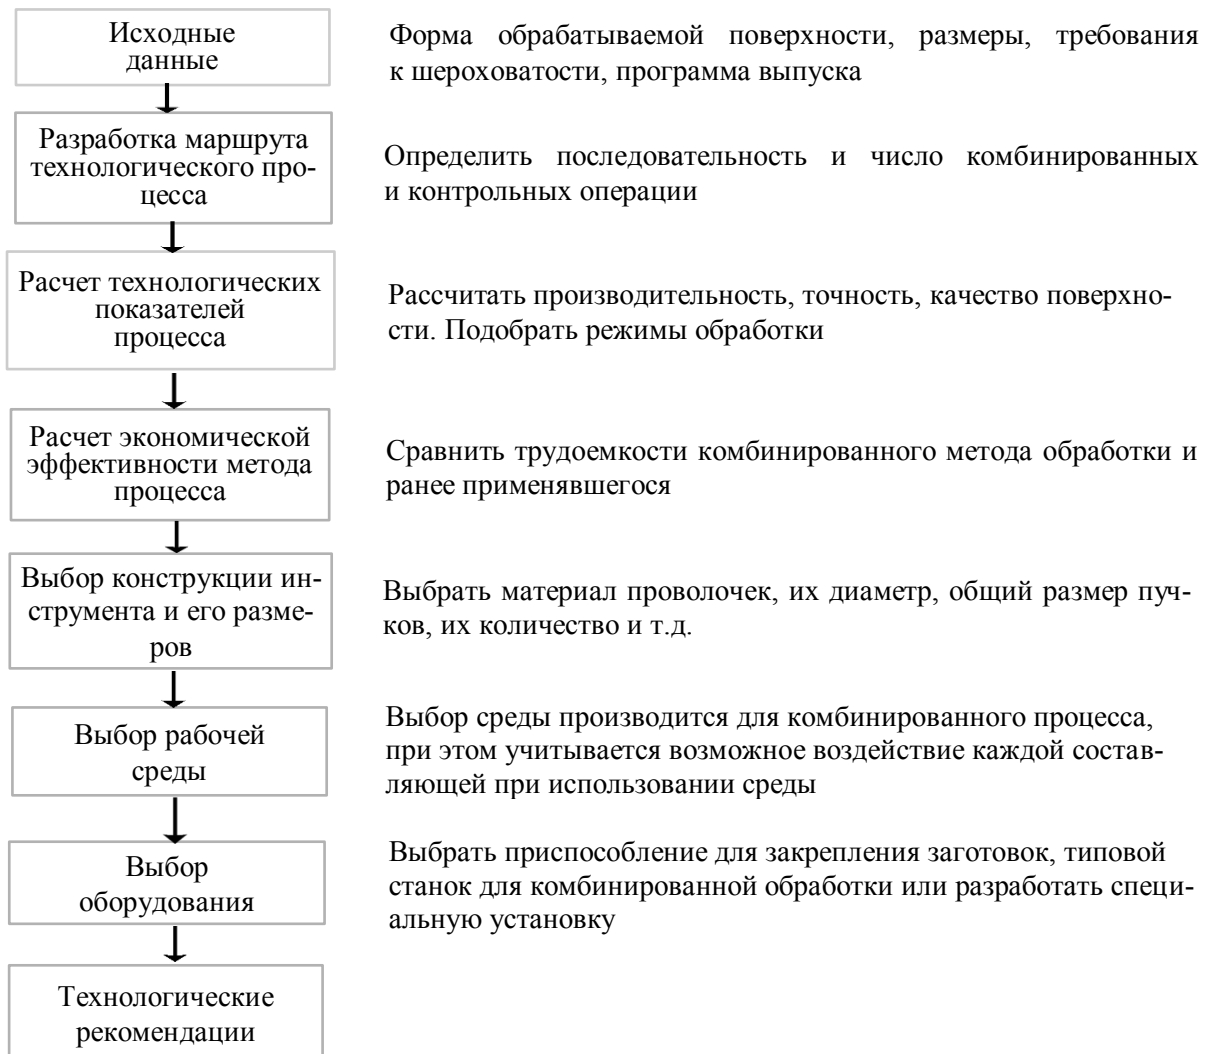 Исходные
данные
Форма обрабатываемой поверхности, размеры, требования
к шероховатости, программа выпуска
Разработка маршрута
технологического про-
цесса
Определить последовательность и число комбинированных
и контрольных операции
Расчет технологических
показателей
процесса
Рассчитать производительность, точность, качество поверхно-
сти. Подобрать режимы обработки
Расчет экономической
эффективности метода
процесса
Сравнить трудоемкости комбинированного метода обработки и
ранее применявшегося
Выбор конструкции ин-
струмента и его разме-
ров
Выбрать материал проволочек, их диаметр, общий размер пуч-
ков, их количество и т.д.
Выбор рабочей
среды
Выбор среды производится для комбинированного процесса,
при этом учитывается возможное воздействие каждой состав-
ляющей при использовании среды
Выбор
оборудования
Выбрать приспособление для закрепления заготовок, типовой
станок для комбинированной обработки или разработать специ-
альную установку
Технологические
рекомендации